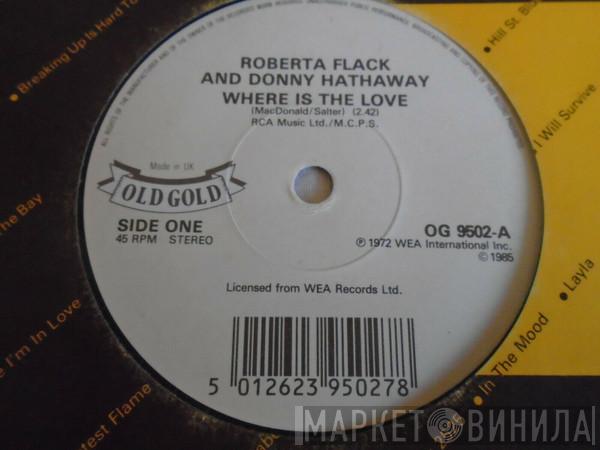 Breaking Up Is Hard To
Hill St. Blu
ROBERTA FLACK
AND DONNY HATHAWAY
WHERE IS THE LOVE
(MacDonald/Salter) (2.42)
RCA Music Ltd./M.C.P.S.
I Will Survive
Made in UK
OLD GOLD
The Bay
SIDE ONE
45 RPM STEREO
OG 9502-A
℗ 1972 WEA International Inc.
© 1985
Layla
Licensed from WEA Records Ltd.
e I'm In Love
In The Mood
5 012623 950278
test Flame
МАРКЕТ ВИНИЛА